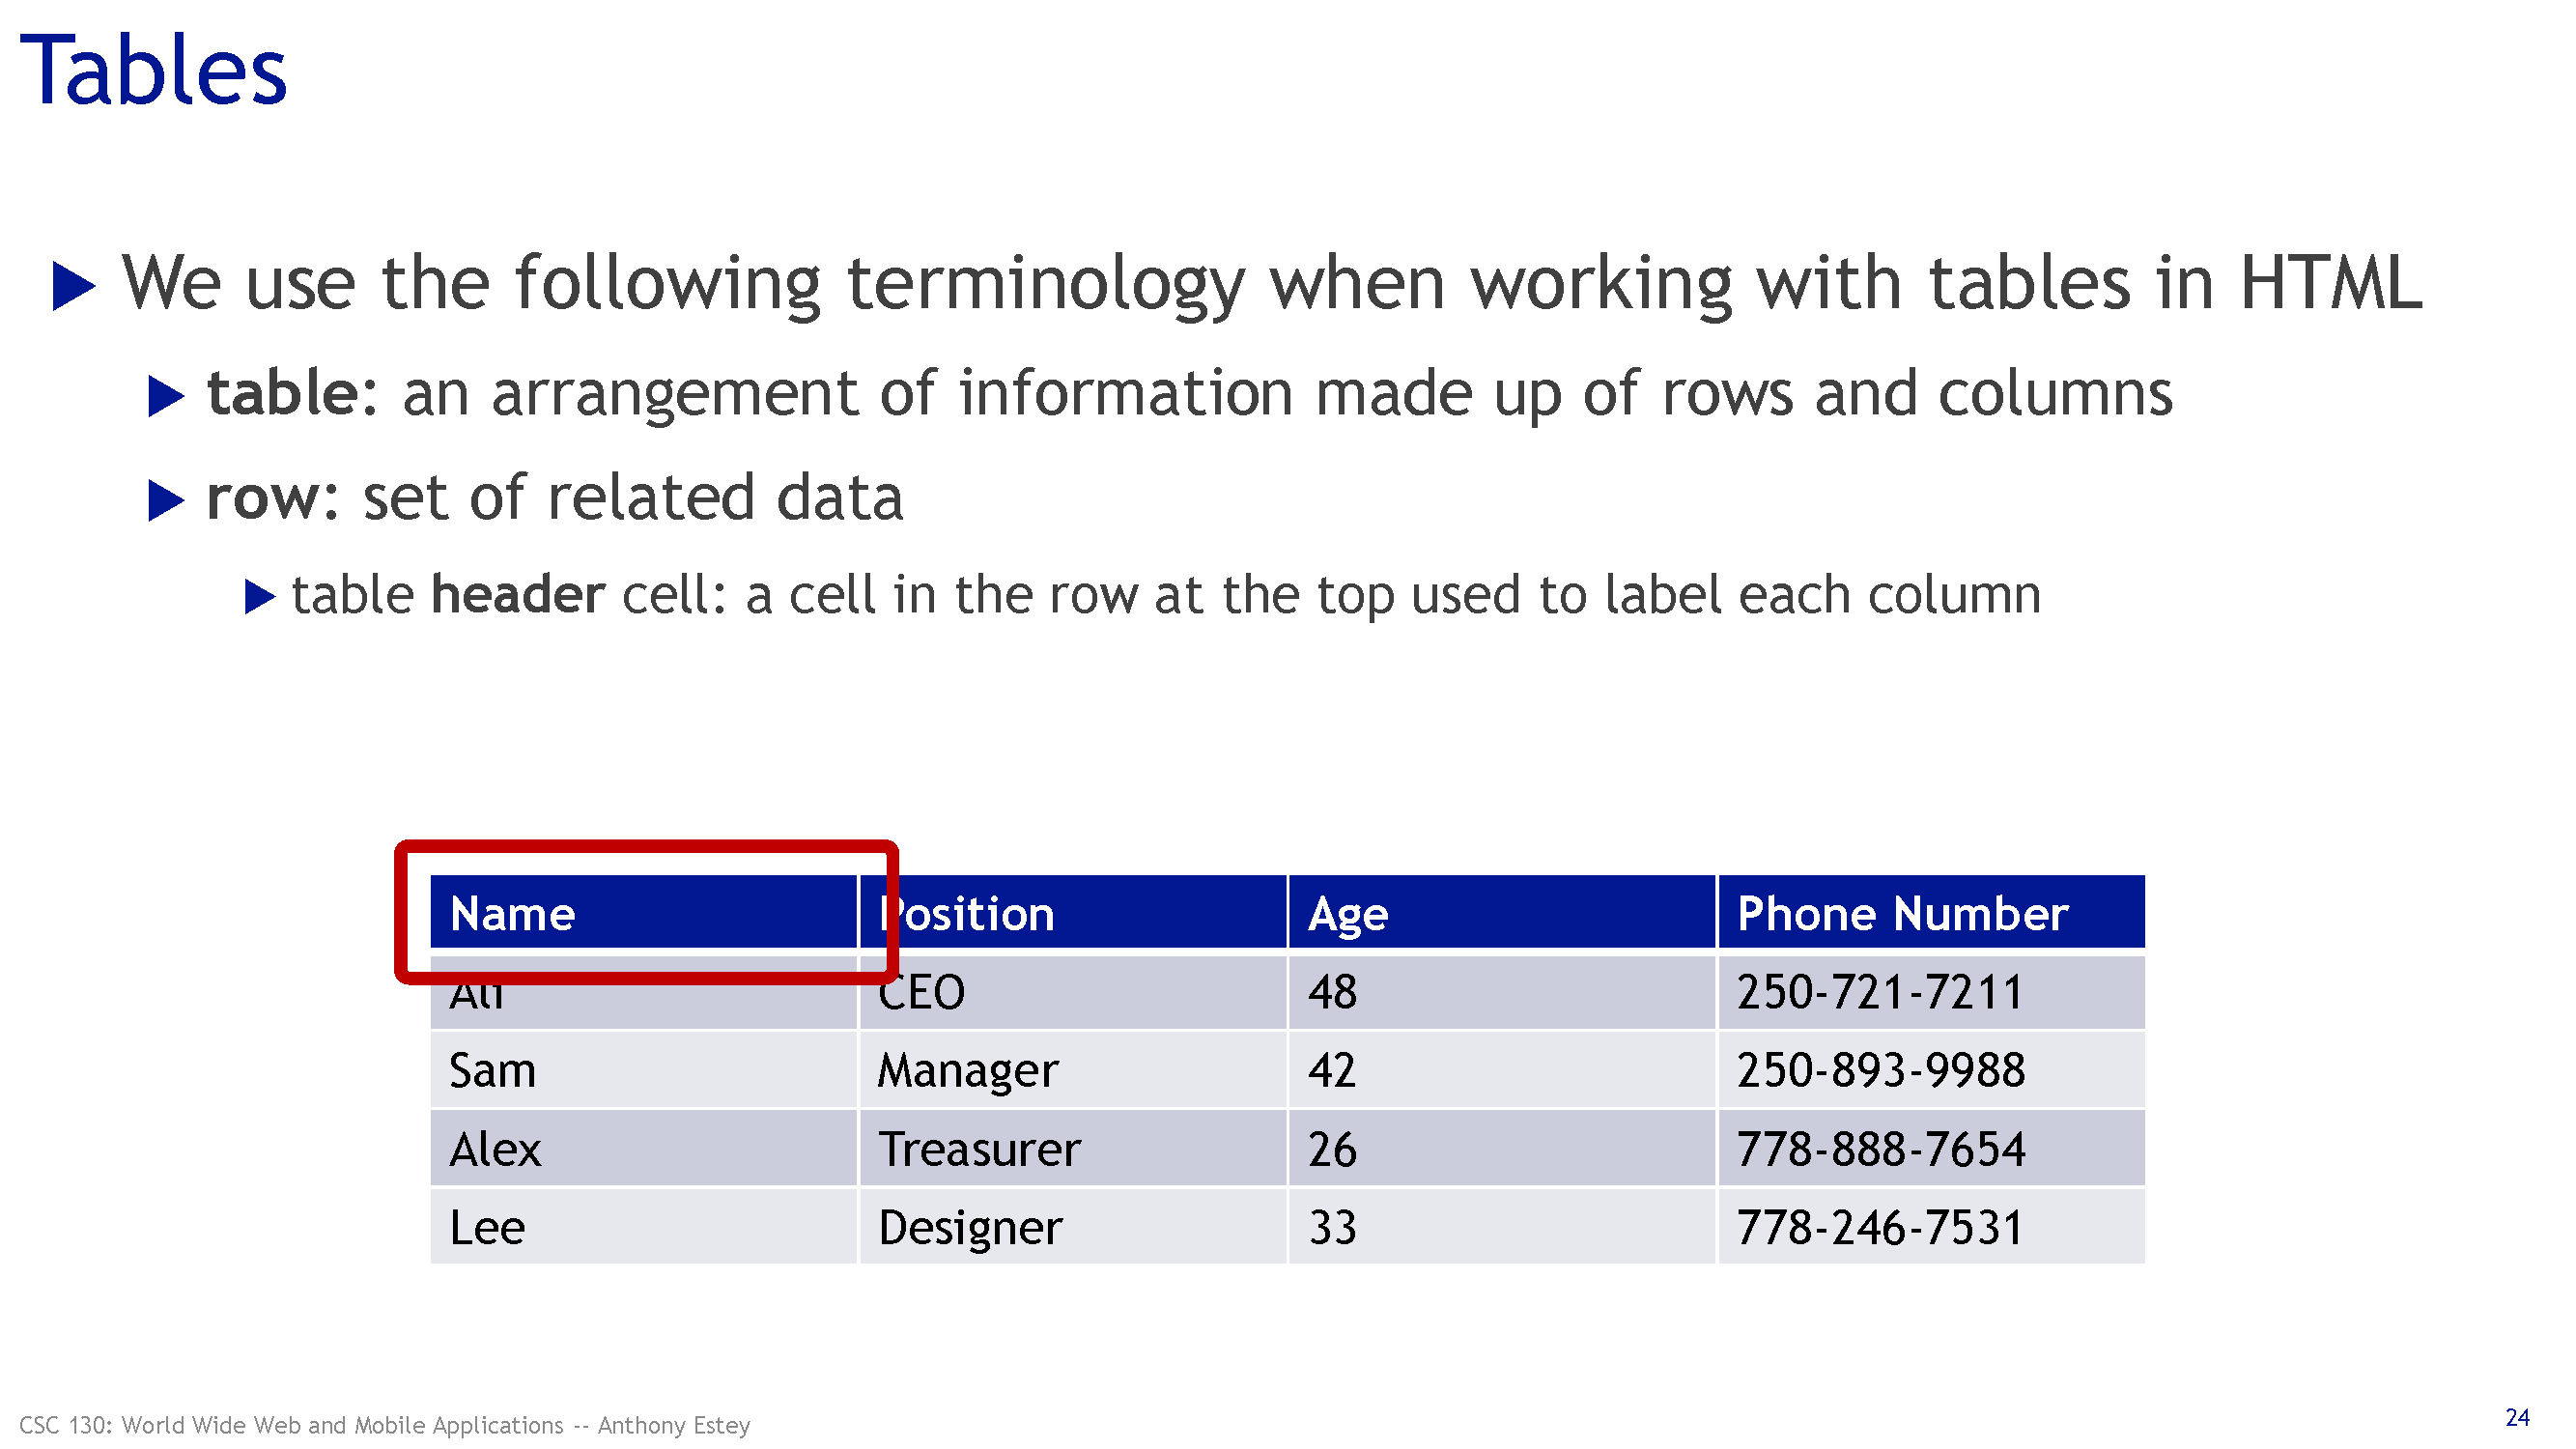 Tables
We use the following terminology when working with tables in HTML
table: an arrangement of information made up of rows and columns
row: set of related data
table header cell: a cell in the row at the top used to label each column
Name Position Age Phone Number
Ali CEO 48 250-721-7211
Sam Manager 42 250-893-9988
Alex Treasurer 26 778-888-7654
Lee Designer 33 778-246-7531
CSC 130: World Wide Web and Mobile Applications -- Anthony Estey
24